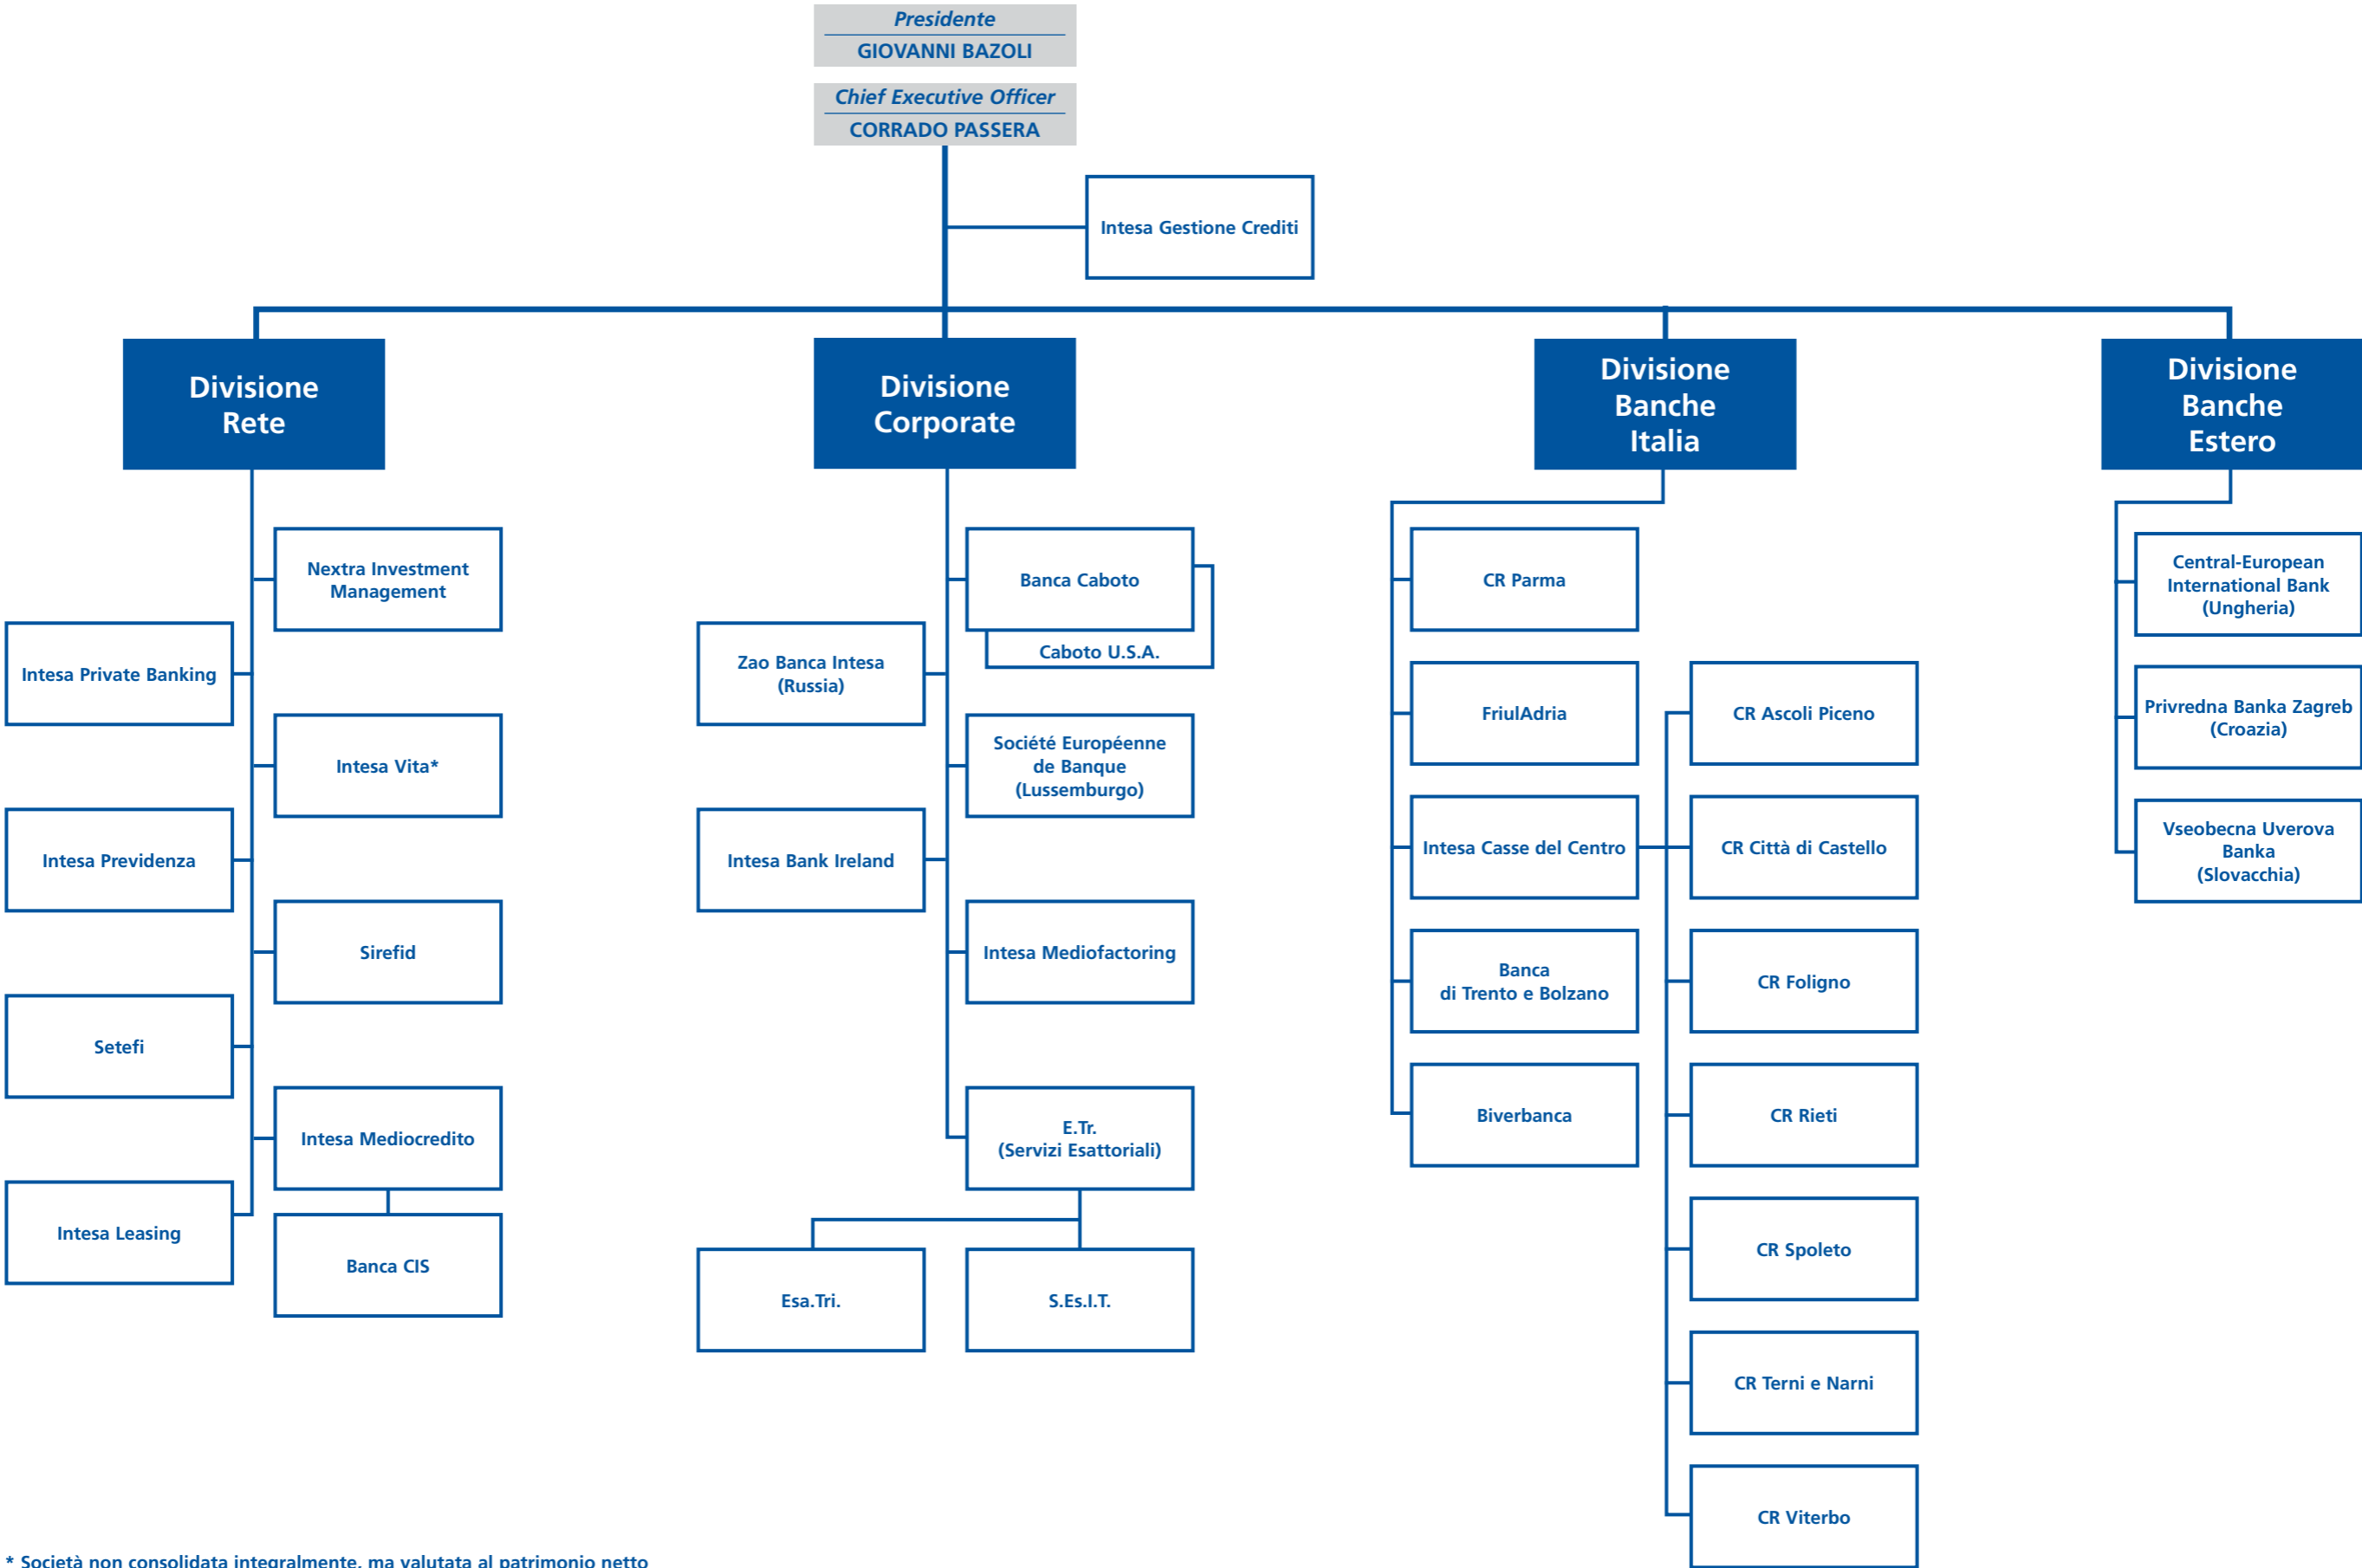 Presidente
GIOVANNI BAZOLI
Chief Executive Officer
CORRADO PASSERA
Intesa Gestione Crediti
Divisione
Rete
Nextra Investment
Management
Intesa Private Banking
Intesa Vita*
Intesa Previdenza
Sirefid
Setefi
Intesa Mediocredito
Intesa Leasing
Banca CIS
Divisione
Corporate
Banca Caboto
Caboto U.S.A.
Zao Banca Intesa
(Russia)
Société Européenne
de Banque
(Lussemburgo)
Intesa Bank Ireland
Intesa Mediofactoring
E.Tr.
(Servizi Esattoriali)
Esa.Tri.
S.Es.I.T.
Divisione
Banche
Italia
CR Parma
FriulAdria
Intesa Casse del Centro
Banca
di Trento e Bolzano
Biverbanca
CR Ascoli Piceno
CR Città di Castello
CR Foligno
CR Rieti
CR Spoleto
CR Terni e Narni
CR Viterbo
Divisione
Banche
Estero
Central-European
International Bank
(Ungheria)
Privredna Banka Zagreb
(Croazia)
Vseobecna Uverova
Banka
(Slovacchia)
* Società non consolidata integralmente, ma valutata al patrimonio netto